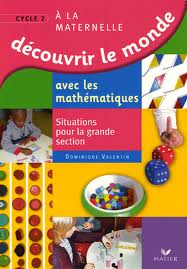 CYCLE 2
À LA
MATERNELLE
découvrir le monde
avec les mathématiques
Situations
pour la grande
section
DOMINIQUE VALENTIN
HATIER